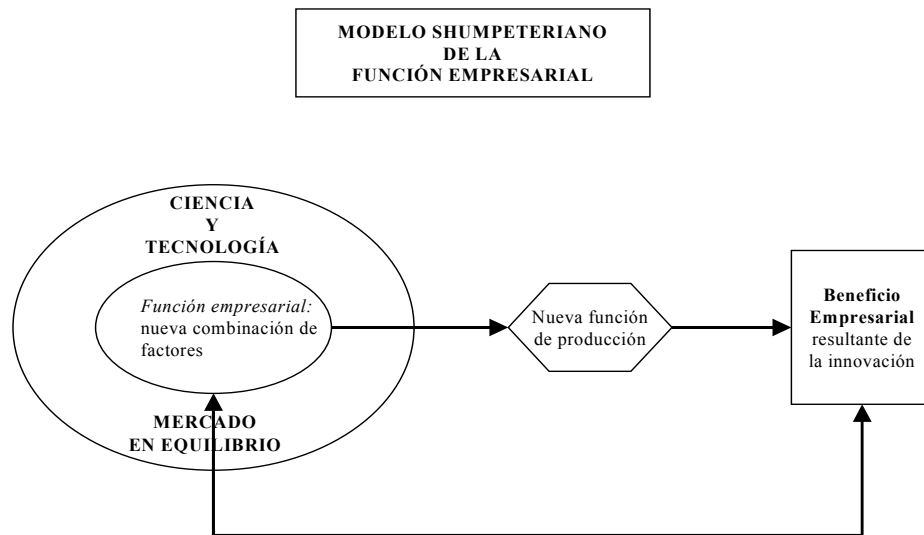 MODELO SHUMPETERIANO
DE LA
FUNCIÓN EMPRESARIAL
CIENCIA
Y
TECNOLOGÍA
Función empresarial:
nueva combinación de
factores
MERCADO
EN EQUILIBRIO
Nueva función
de producción
Beneficio
Empresarial
resultante de
la innovación